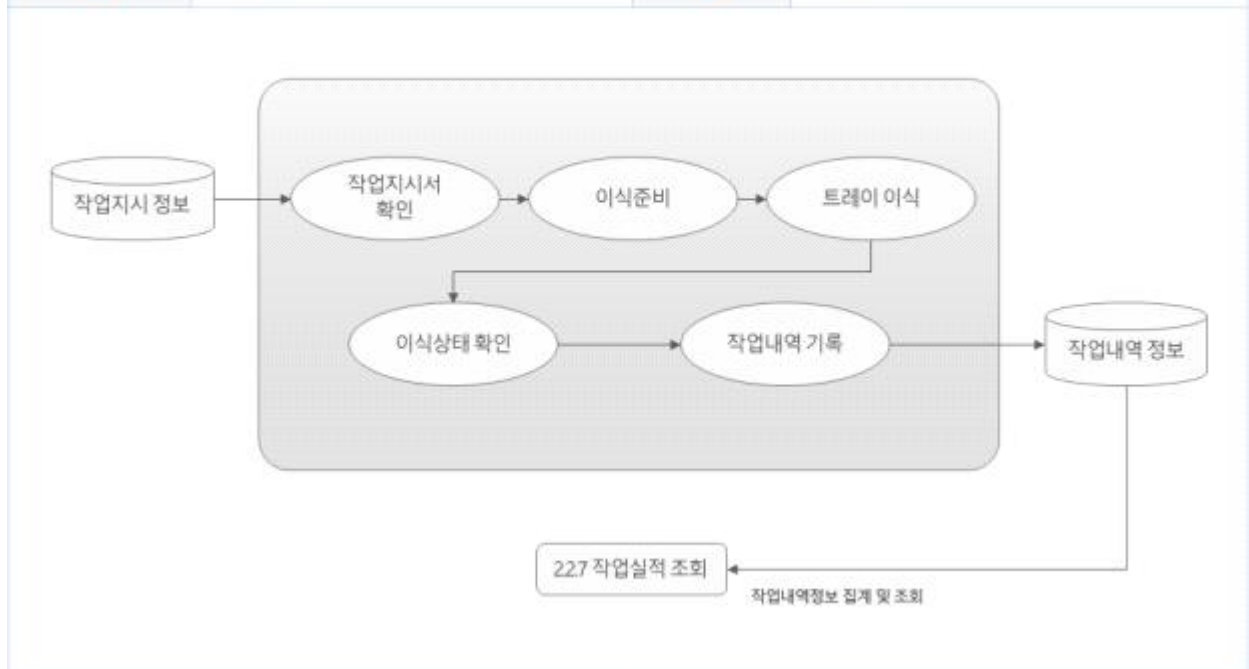 작업지시 정보
작업지시서
확인
이식준비
트레이 이식
이식상태 확인
작업내역 기록
작업내역 정보
2.2.7 작업실적 조회
작업내역정보 집계 및 조회